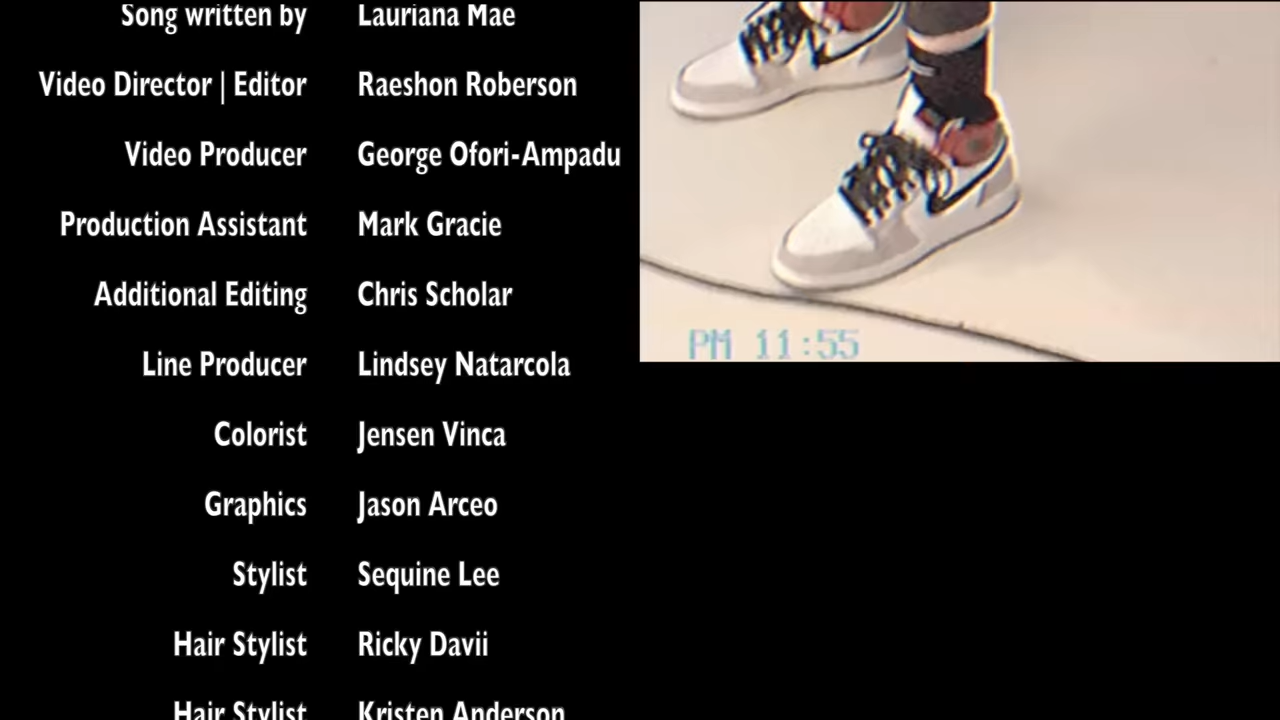 Song written by Lauriana Mae
Video Director | Editor Raeshon Roberson
Video Producer George Ofori-Ampadu
Production Assistant Mark Gracie
Additional Editing Chris Scholar
Line Producer Lindsey Natarcola
Colorist Jensen Vinca
Graphics Jason Arceo
Stylist Sequine Lee
Hair Stylist Ricky Davii
Hair Stylist Kristen Anderson
PM 11:55